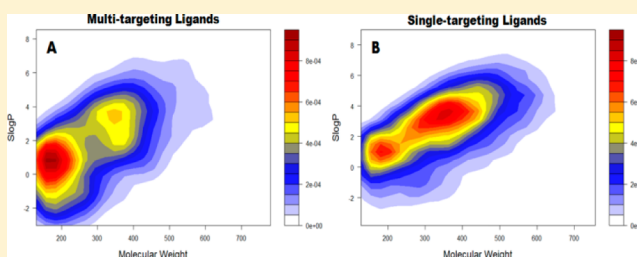 Multi-targeting Ligands
Single-targeting Ligands
A
B
SlogP
8
6
4
2
0
-2
200 300 400 500 600 700
Molecular Weight
8e-04
6e-04
4e-04
2e-04
0e+00
SlogP
8
6
4
2
0
-2
-4
200 300 400 500 600 700
Molecular Weight